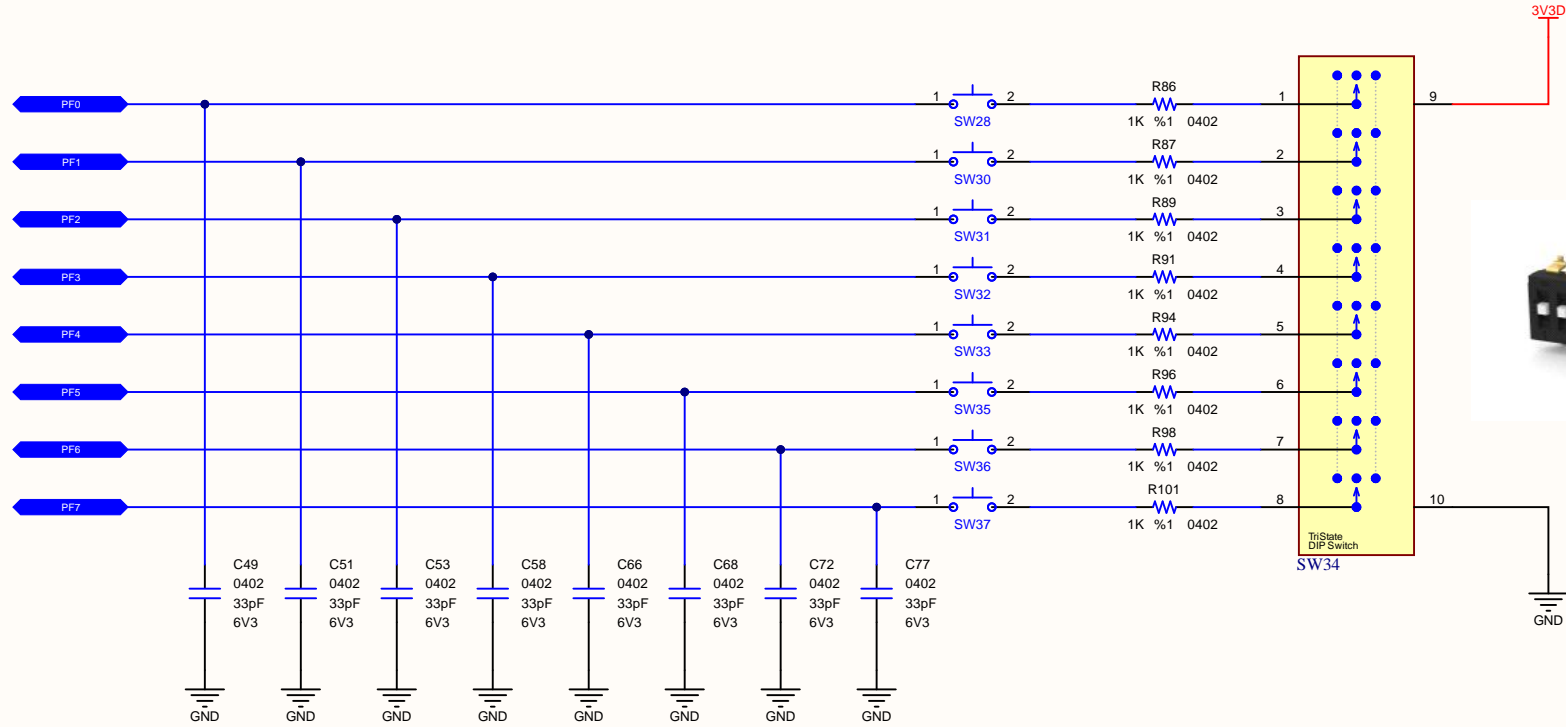 3V3D
PF0 1 2 SW28 R86 1K %1 0402 1 9
PF1 1 2 SW30 R87 1K %1 0402 2
PF2 1 2 SW31 R89 1K %1 0402 3
PF3 1 2 SW32 R91 1K %1 0402 4
PF4 1 2 SW33 R94 1K %1 0402 5
PF5 1 2 SW35 R96 1K %1 0402 6
PF6 1 2 SW36 R98 1K %1 0402 7
PF7 1 2 SW37 R101 1K %1 0402 8 10
TriState
DIP Switch
SW34
GND
C49 C51 C53 C58 C66 C68 C72 C77
0402 0402 0402 0402 0402 0402 0402 0402
33pF 33pF 33pF 33pF 33pF 33pF 33pF 33pF
6V3 6V3 6V3 6V3 6V3 6V3 6V3 6V3
GND GND GND GND GND GND GND GND